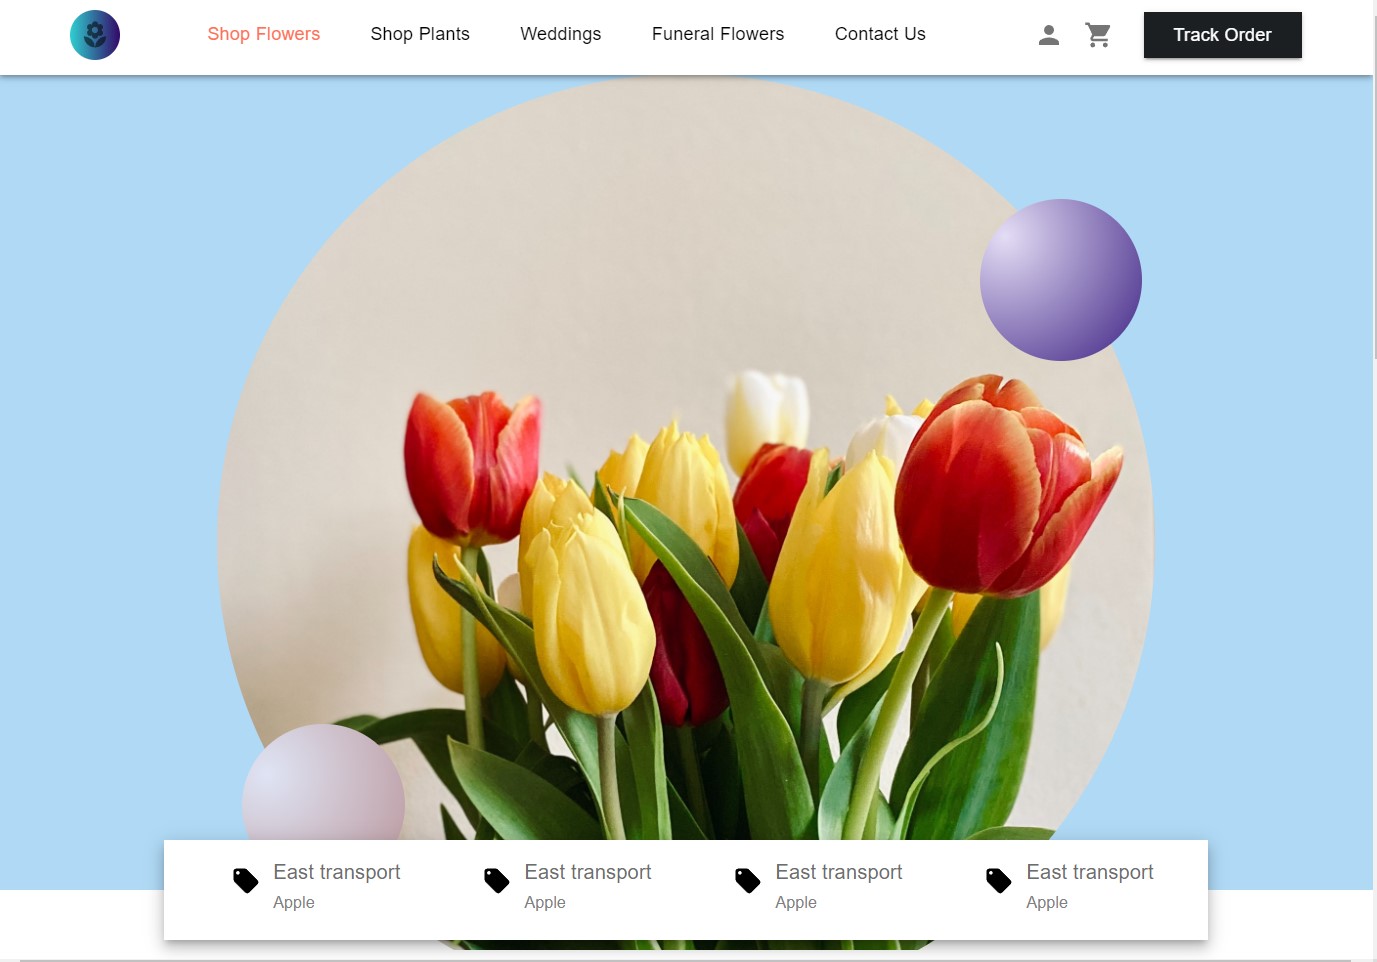 Shop Flowers Shop Plants Weddings Funeral Flowers Contact Us Track Order
East transport East transport East transport East transport
Apple Apple Apple Apple